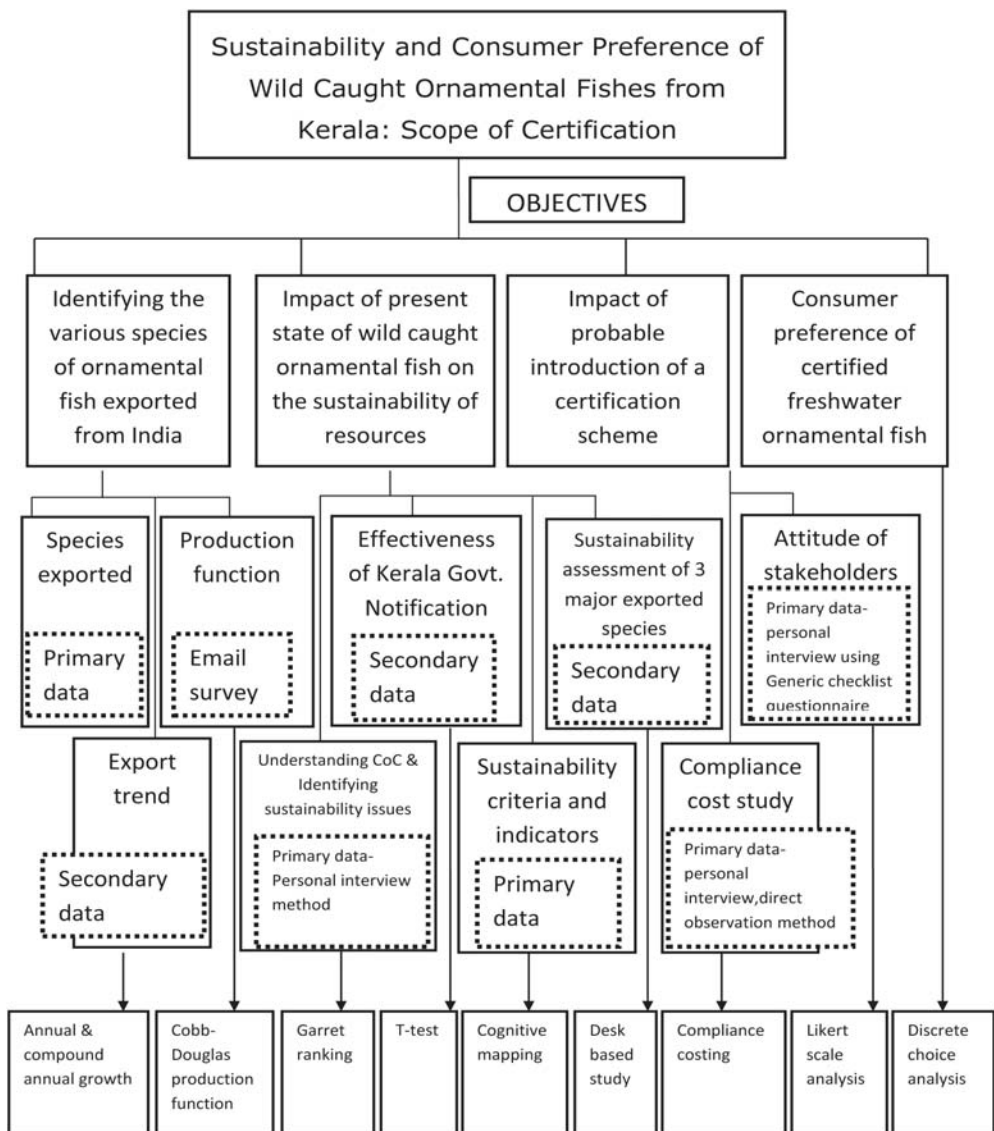 Sustainability and Consumer Preference of
Wild Caught Ornamental Fishes from
Kerala: Scope of Certification
OBJECTIVES
Identifying the
various species
of ornamental
fish exported
from India
Impact of present
state of wild caught
ornamental fish on
the sustainability of
resources
Impact of
probable
introduction of a
certification
scheme
Consumer
preference of
certified
freshwater
ornamental fish
Species
exported
Primary
data
Production
function
Email
survey
Effectiveness
of Kerala Govt.
Notification
Secondary
data
Sustainability
assessment of 3
major exported
species
Secondary
data
Attitude of
stakeholders
Primary data-
personal
interview using
Generic checklist
questionnaire
Export
trend
Secondary
data
Understanding CoC &
Identifying
sustainability issues
Primary data-
Personal interview
method
Sustainability
criteria and
indicators
Primary
data
Compliance
cost study
Primary data-
personal
interview,direct
observation method
Annual &
compound
annual growth
Cobb-
Douglas
production
function
Garret
ranking
T-test
Cognitive
mapping
Desk
based
study
Compliance
costing
Likert
scale
analysis
Discrete
choice
analysis